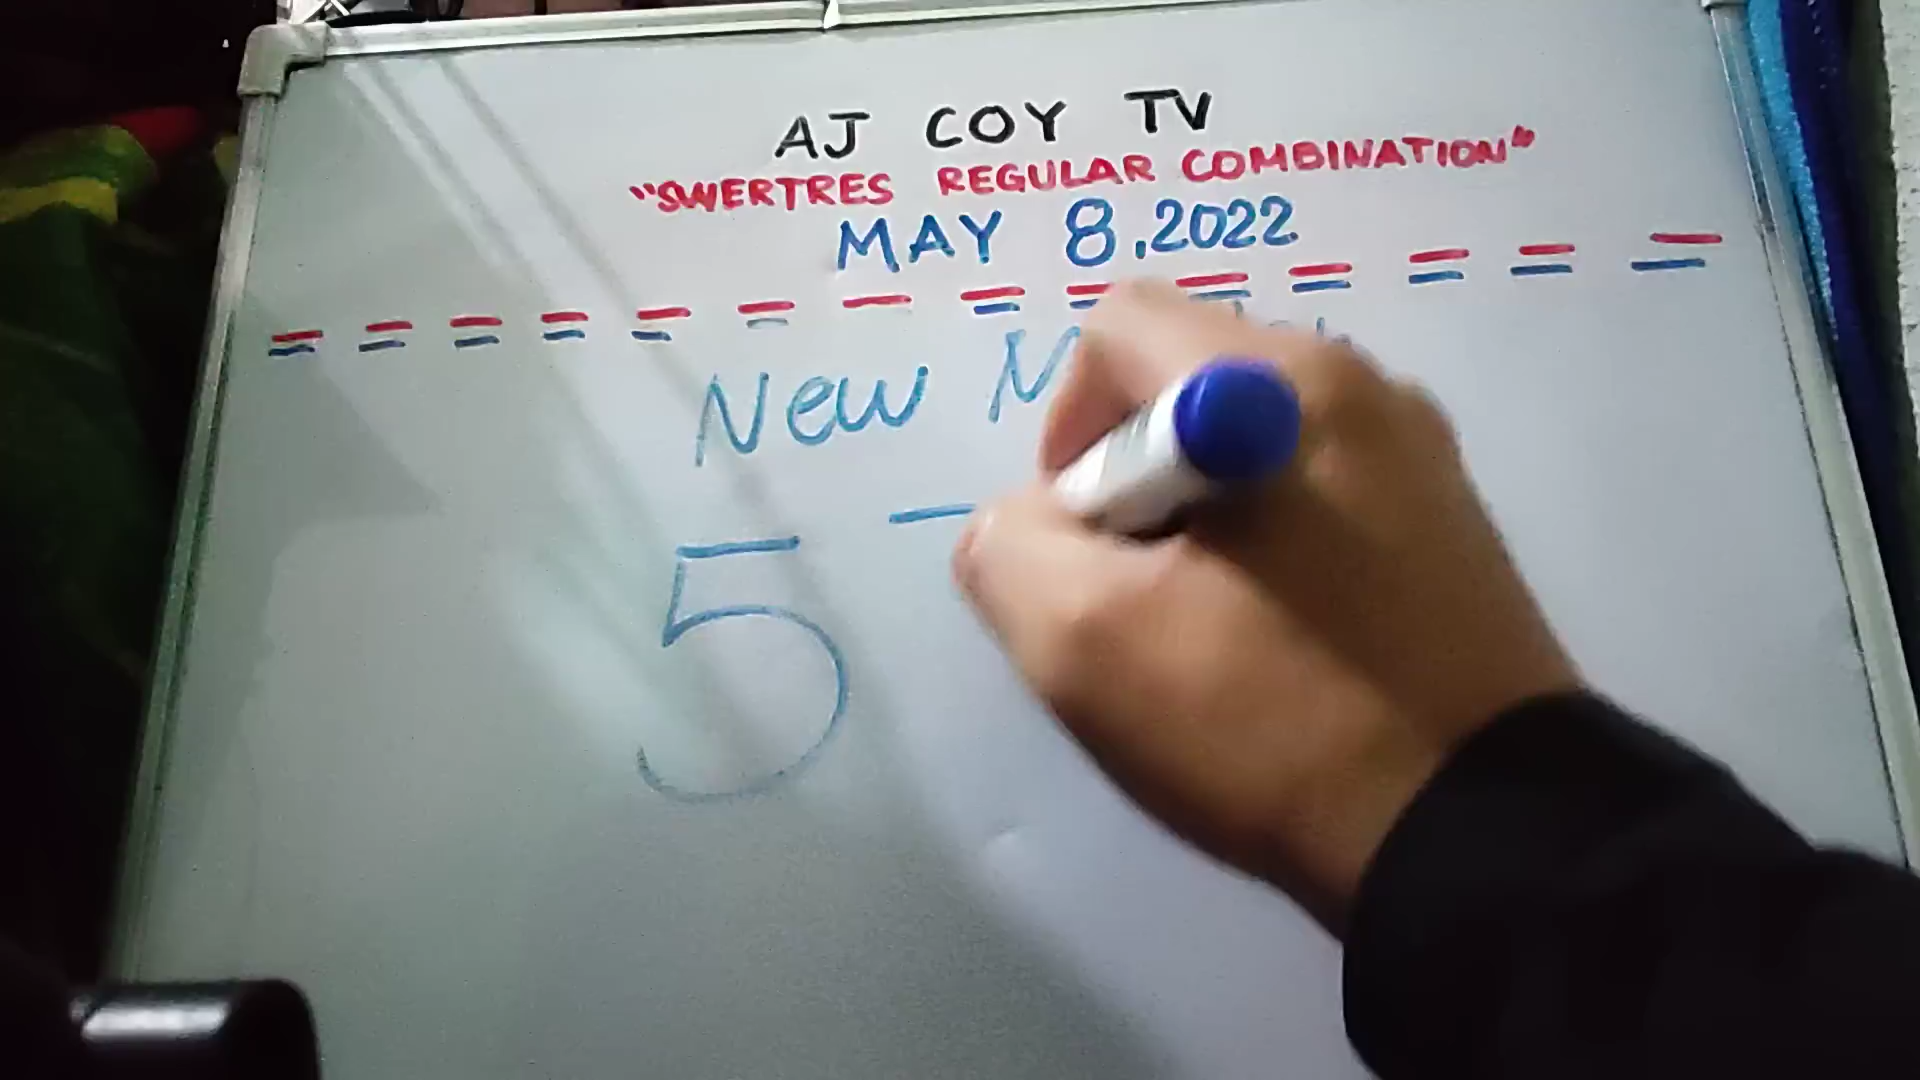 AJ COY TV
"SWERTRES REGULAR COMBINATION"
MAY 8, 2022
New
5